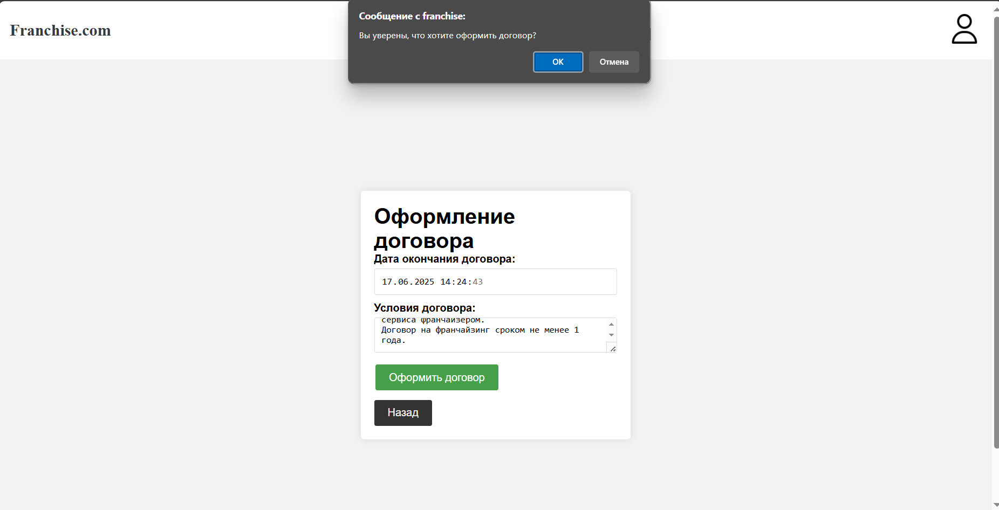 Сообщение с franchise:
Вы уверены, что хотите оформить договор?
ОК
Отмена
Franchise.com
Оформление
договора
Дата окончания договора:
17.06.2025 14:24:43
Условия договора:
сервиса франчайзером.
Договор на франчайзинг сроком не менее 1
года.
Оформить договор
Назад